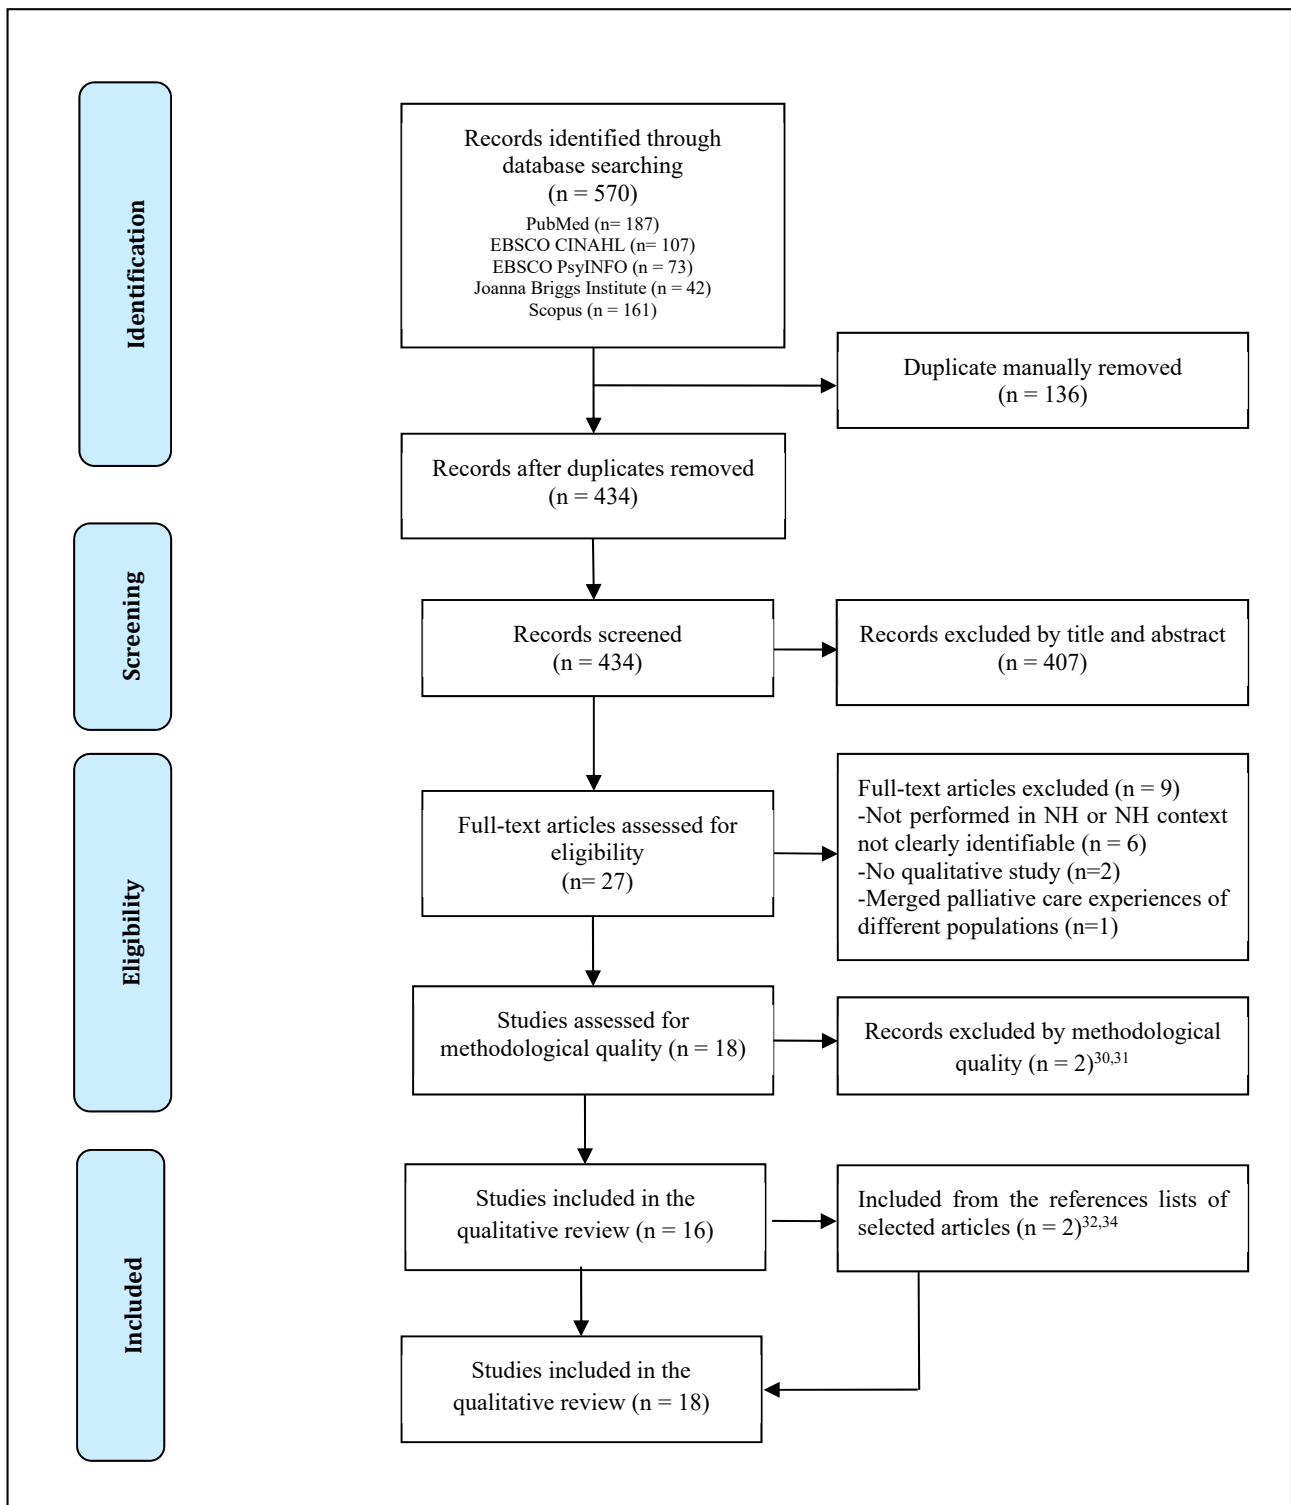 Identification
Records identified through
database searching
(n = 570)
PubMed (n= 187)
EBSCO CINAHL (n= 107)
EBSCO PsyINFO (n = 73)
Joanna Briggs Institute (n = 42)
Scopus (n = 161)
Duplicate manually removed
(n = 136)
Records after duplicates removed
(n = 434)
Screening
Records screened
(n = 434)
Records excluded by title and abstract
(n = 407)
Eligibility
Full-text articles assessed for
eligibility
(n= 27)
Full-text articles excluded (n = 9)
-Not performed in NH or NH context
not clearly identifiable (n = 6)
-No qualitative study (n=2)
-Merged palliative care experiences of
different populations (n=1)
Studies assessed for
methodological quality (n = 18)
Records excluded by methodological
quality (n = 2)30,31
Included
Studies included in the
qualitative review (n = 16)
Included from the references lists of
selected articles (n = 2)32,34
Studies included in the
qualitative review (n = 18)